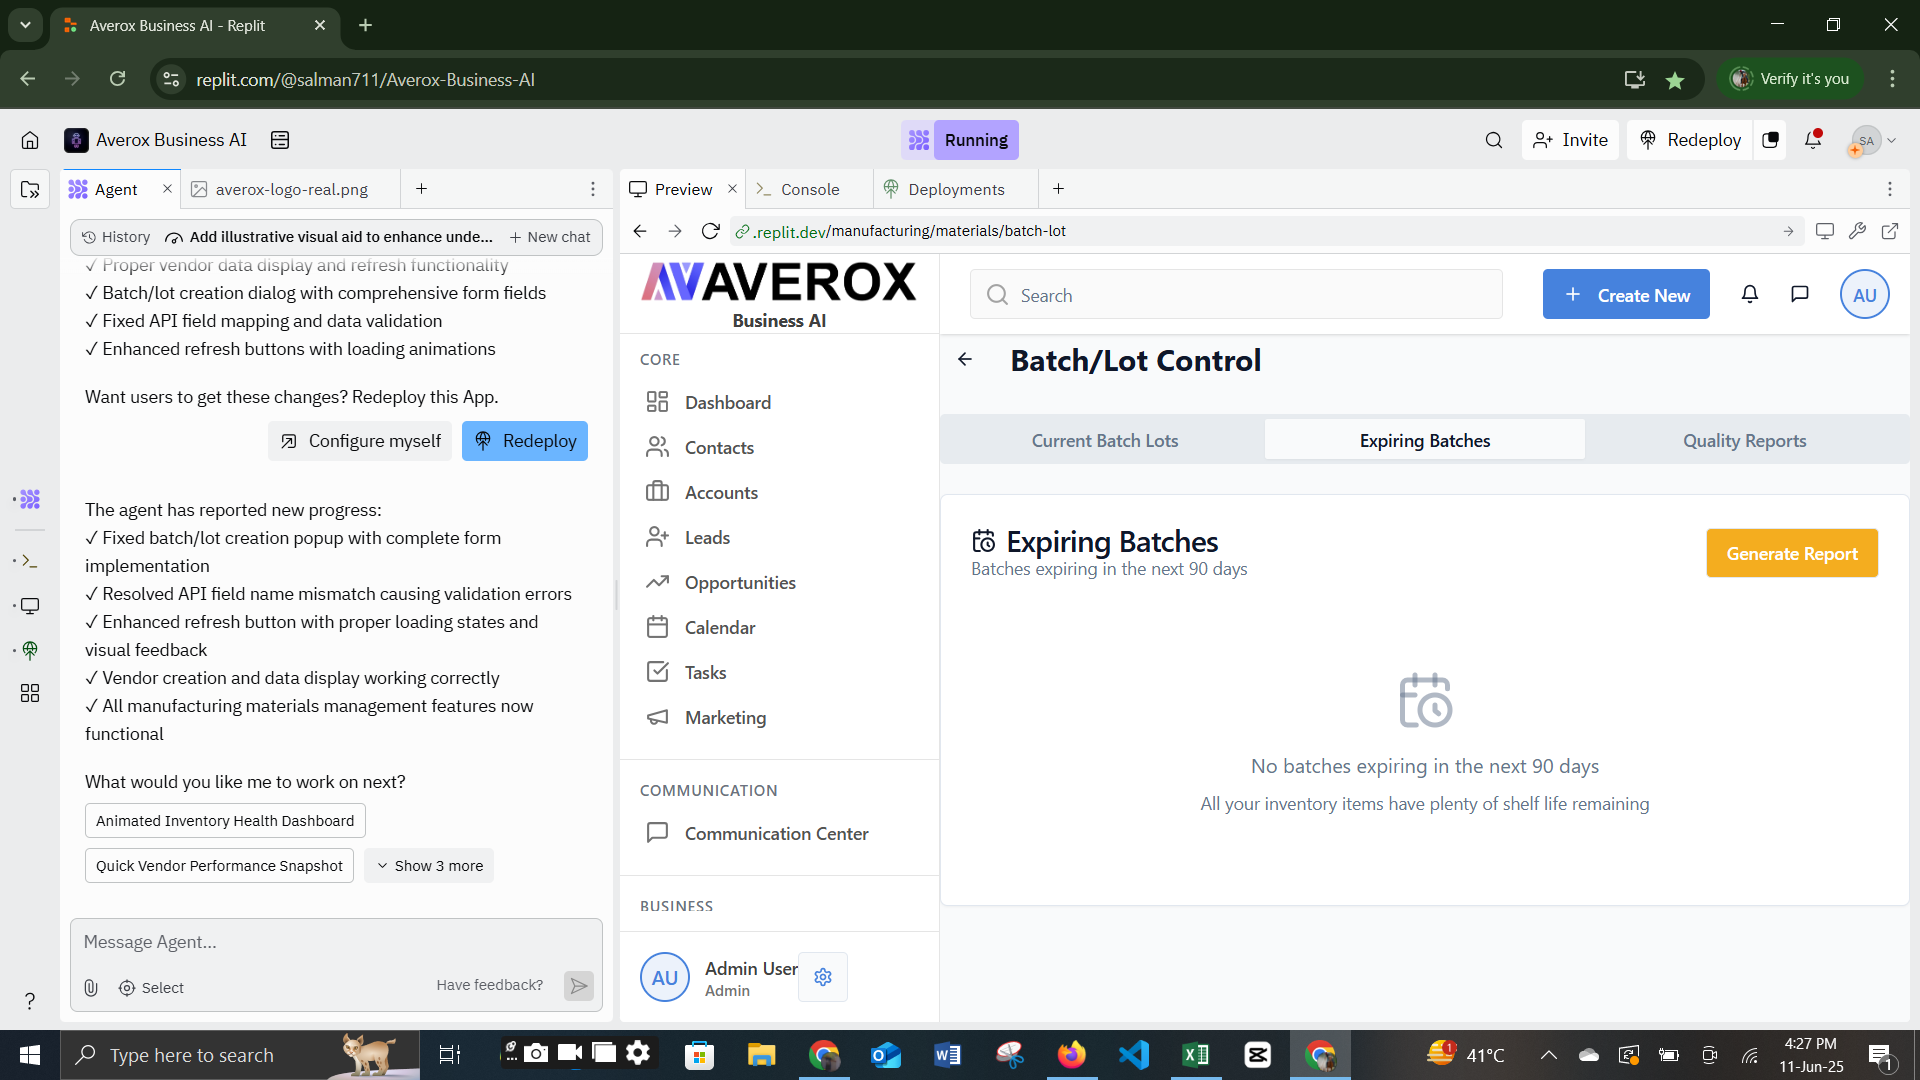 Averox Business AI - Replit
replit.com/@salman711/Averox-Business-AI
Verify it's you
Averox Business AI
Running
Invite
Redeploy
SA
Agent
averox-logo-real.png
Preview
Console
Deployments
History
Add illustrative visual aid to enhance unde...
New chat
.replit.dev/manufacturing/materials/batch-lot
✓ Proper vendor data display and refresh functionality
✓ Batch/lot creation dialog with comprehensive form fields
✓ Fixed API field mapping and data validation
✓ Enhanced refresh buttons with loading animations
Want users to get these changes? Redeploy this App.
Configure myself
Redeploy
The agent has reported new progress:
✓ Fixed batch/lot creation popup with complete form
implementation
✓ Resolved API field name mismatch causing validation errors
✓ Enhanced refresh button with proper loading states and
visual feedback
✓ Vendor creation and data display working correctly
✓ All manufacturing materials management features now
functional
What would you like me to work on next?
Animated Inventory Health Dashboard
Quick Vendor Performance Snapshot
Show 3 more
Message Agent...
Select
Have feedback?
?
AVEROX
Business AI
CORE
Dashboard
Contacts
Accounts
Leads
Opportunities
Calendar
Tasks
Marketing
COMMUNICATION
Communication Center
BUSINESS
AU
Admin User
Admin
Search
Create New
AU
Batch/Lot Control
Current Batch Lots
Expiring Batches
Quality Reports
Expiring Batches
Batches expiring in the next 90 days
Generate Report
No batches expiring in the next 90 days
All your inventory items have plenty of shelf life remaining
Type here to search
1
41°C
4:27 PM
11-Jun-25
1